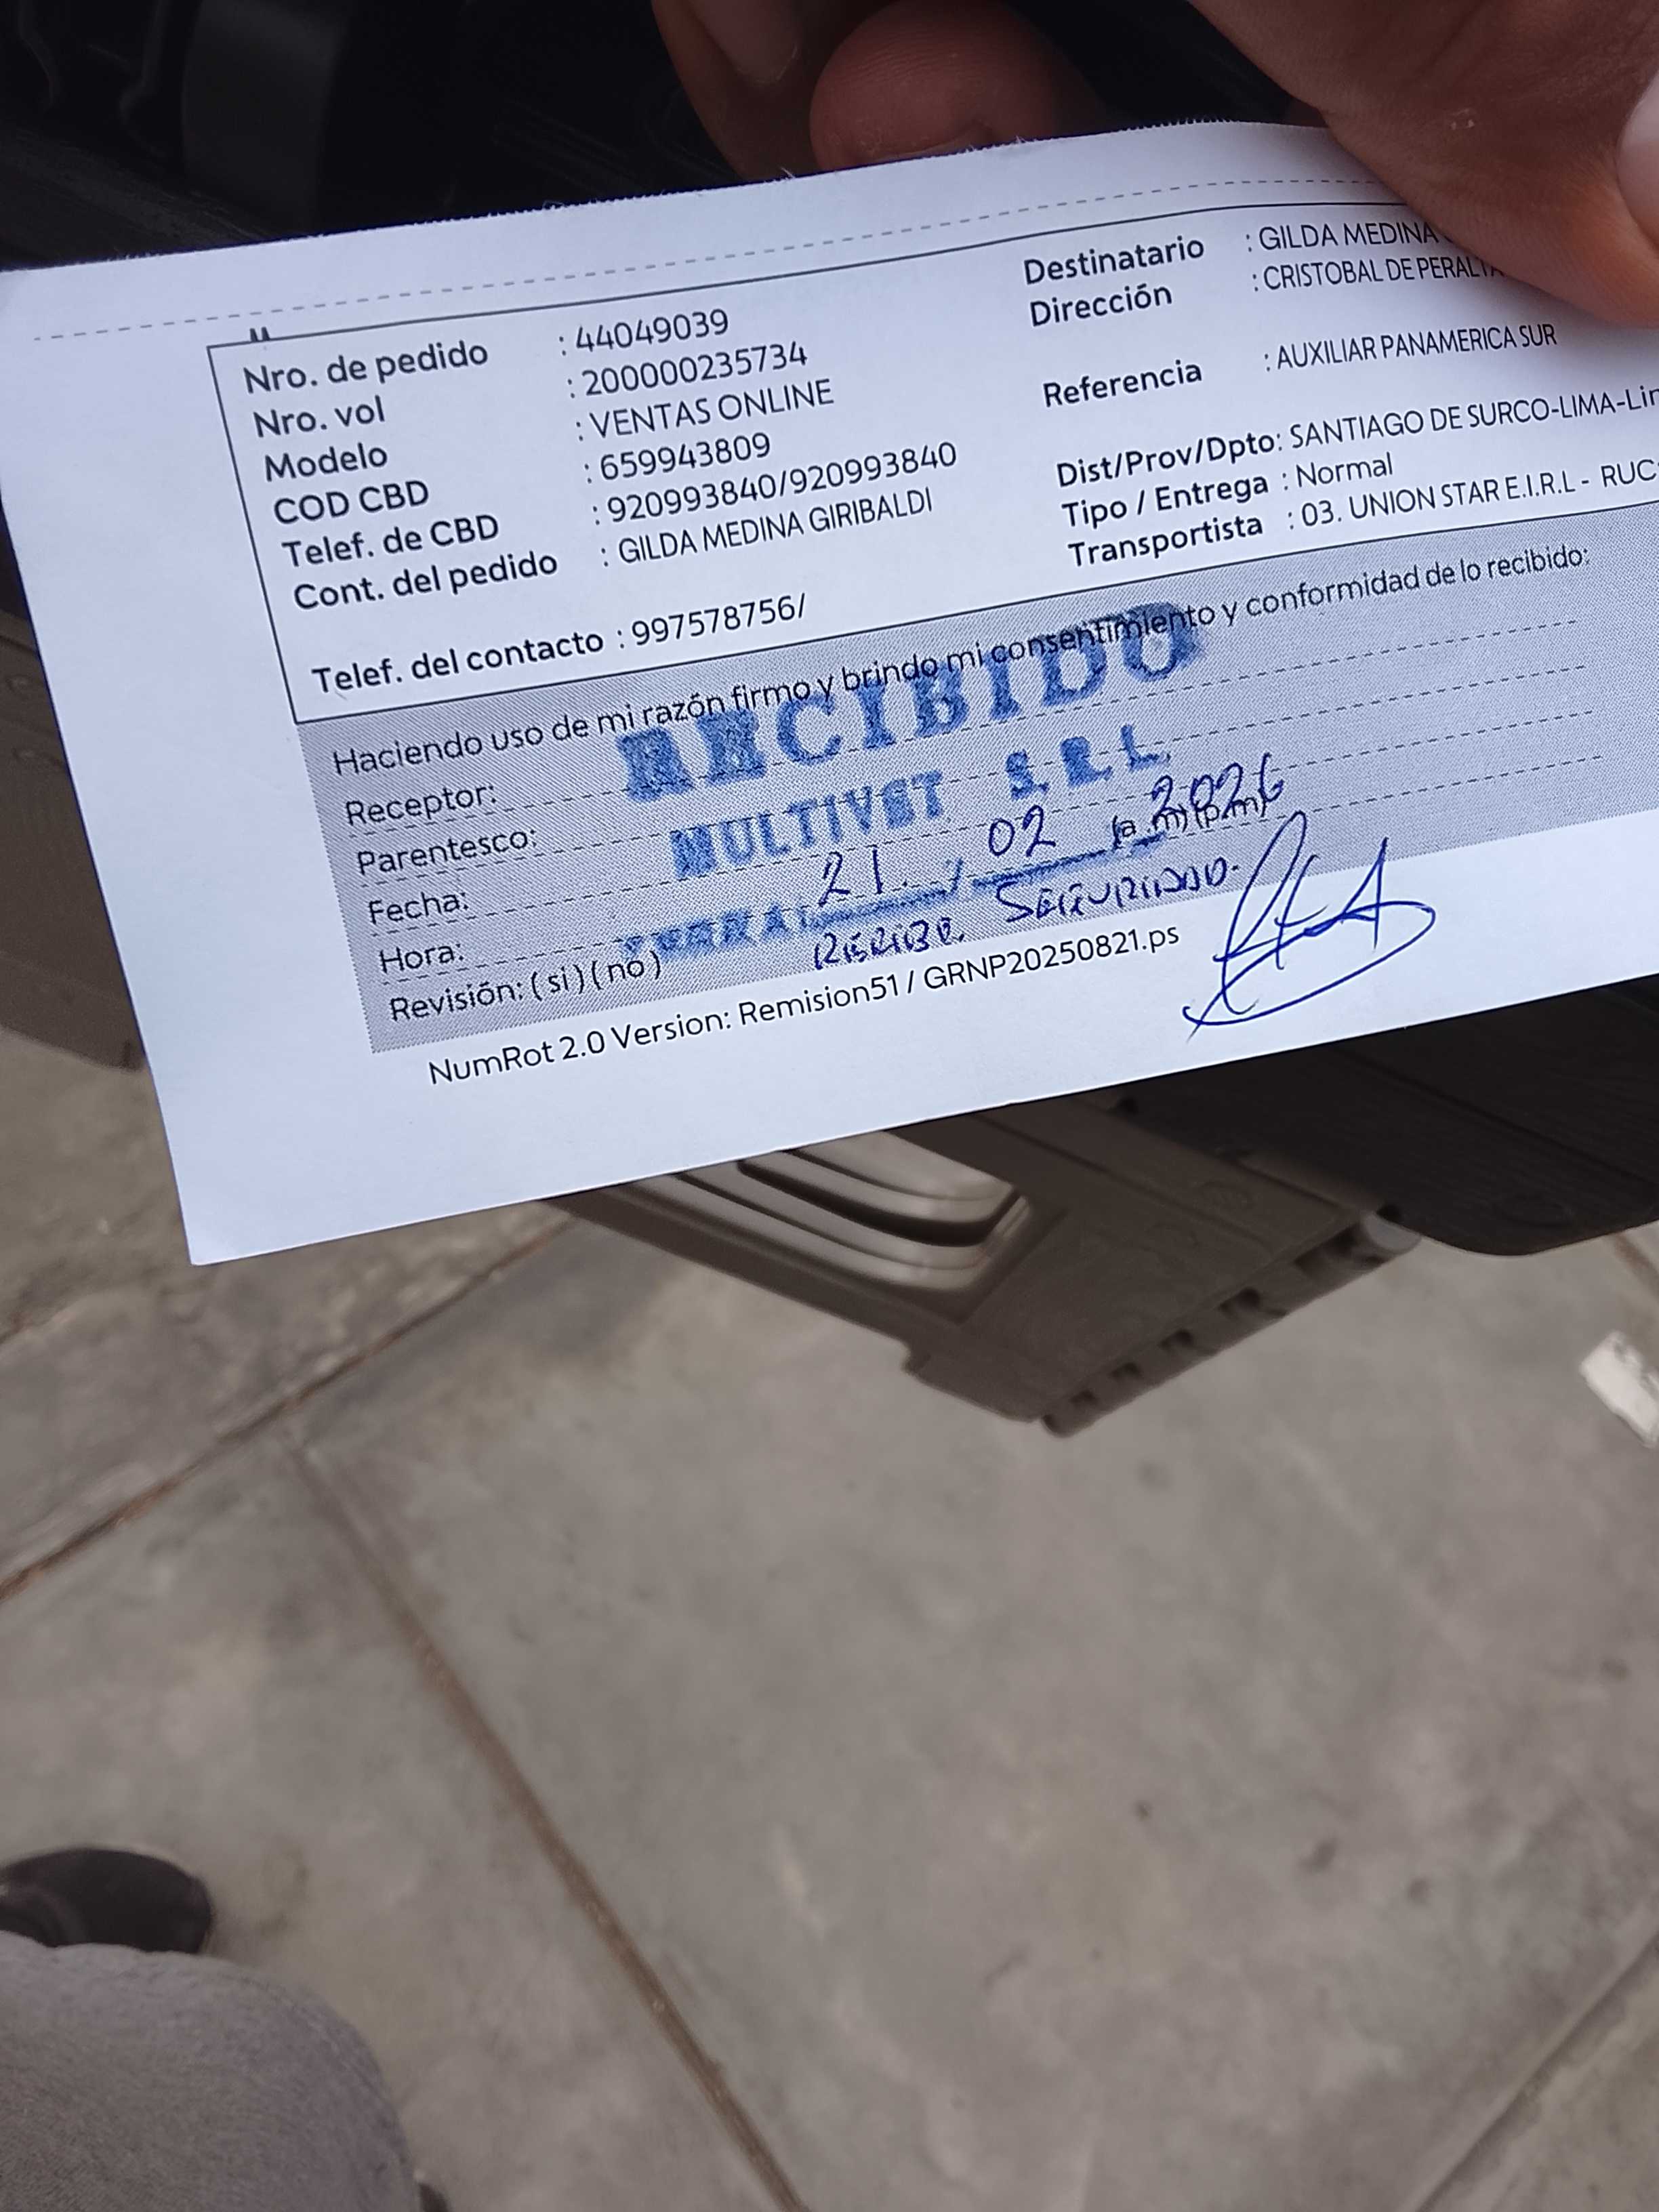 Nro. de pedido : 44049039
Nro. vol : 200000235734
Modelo : VENTAS ONLINE
COD CBD : 659943809
Telef. de CBD : 920993840/920993840
Cont. del pedido : GILDA MEDINA GIRIBALDI
Telef. del contacto : 997578756/
Destinatario : GILDA MEDINA
Dirección : CRISTOBAL DE PERALTA
Referencia : AUXILIAR PANAMERICA SUR
Dist/Prov/Dpto: SANTIAGO DE SURCO-LIMA-Lim
Tipo / Entrega : Normal
Transportista : 03. UNION STAR E.I.R.L - RUC
Haciendo uso de mi razón firmo y brindo mi consentimiento y conformidad de lo recibido:
RECIBIDO
MULTIVET S.R.L.
Receptor:
Parentesco:
Fecha: 21 / 02 2026
Hora: (a.m)(p.m)
Revisión: ( si ) ( no )
SEGURIDAD.
NumRot 2.0 Version: Remision51 / GRNP20250821.ps